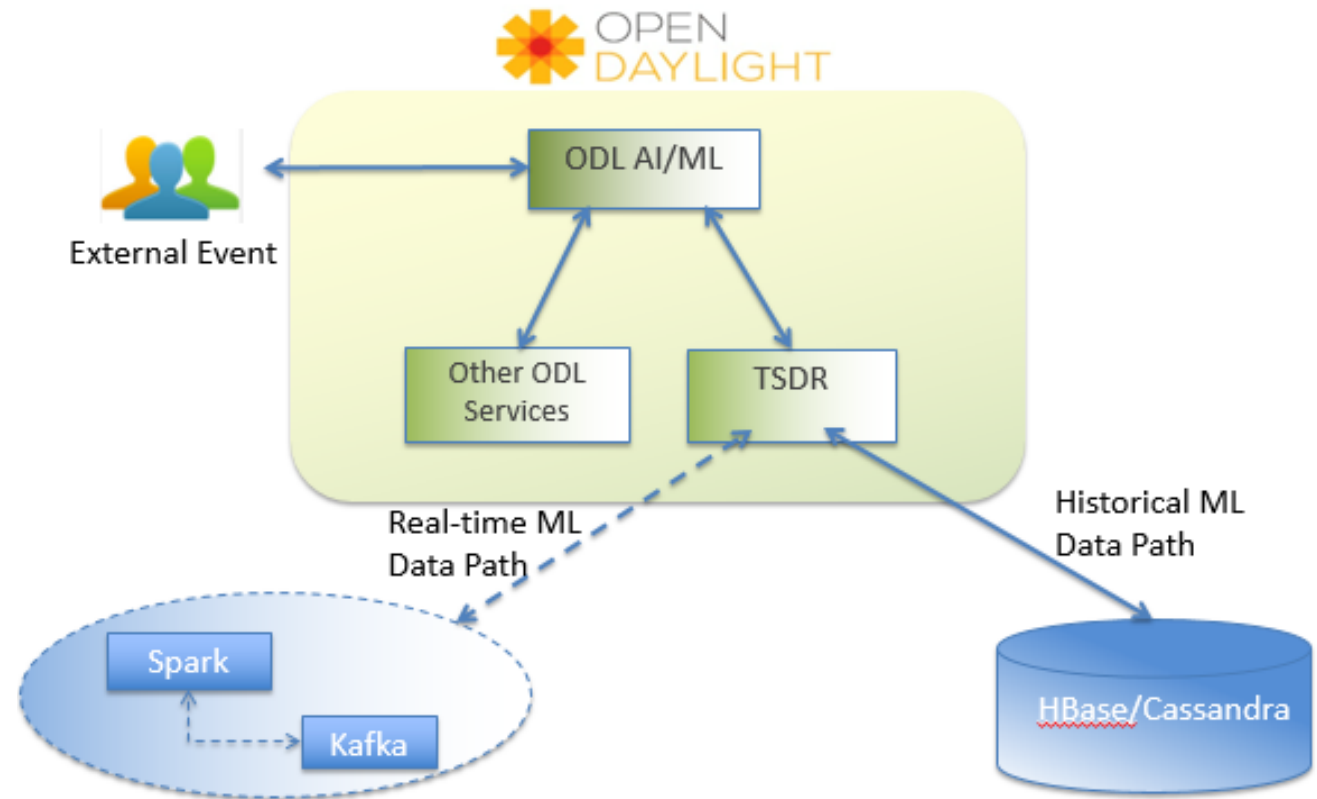 OPEN
DAYLIGHT
ODL AI/ML
External Event
Other ODL
Services
TSDR
Real-time ML
Data Path
Historical ML
Data Path
Spark
Kafka
HBase/Cassandra